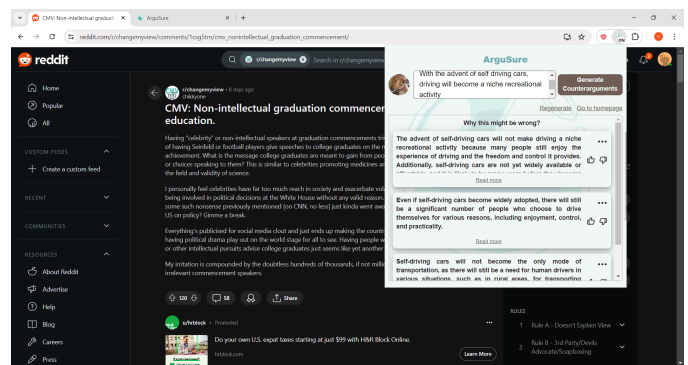 CMV: Non-intellectual graduati
ArguSure
reddit.com/r/changemyview/comments/1csg5tm/cmv_nonintellectual_graduation_commencement/
reddit
r/changemyview
Search in r/changemyview
Home
Popular
All
CUSTOM FEEDS
Create a custom feed
RECENT
COMMUNITIES
RESOURCES
About Reddit
Advertise
Help
Blog
Careers
Press
r/changemyview • 8 days ago
chikiyone
CMV: Non-intellectual graduation commencer
education.
Having "celebrity" or non-intellectual speakers at graduation commencements tre
of having Seinfeld or football players give speeches to college graduates on the n
achievement. What is the message college graduates are meant to gain from peo
or choices speaking to them? This is similar to celebrities promoting medicines an
the field and validity of science.
I personally feel celebrities have far too much reach in society and exacerbate vola
being involved in political decisions at the White House without any valid reason.
some such nonsense previously mentioned [on CNN, no less] just kinda went awa
US on policy? Gimme a break.
Everything's publicised for social media clout and just ends up making the countr
having political drama play out on the world stage for all to see. Having people w
or other intellectual pursuits advise college graduates just seems like yet another
My irritation is compounded by the doubtless hundreds of thousands, if not millic
irrelevant commencement speakers.
120
58
Share
u/hrblock • Promoted
Do your own U.S. expat taxes starting at just $99 with H&R Block Online.
hrblock.com
Learn More
RULES
1 Rule A - Doesn't Explain View
2 Rule B - 3rd Party/Devils
Advocate/Soapboxing
ArguSure
With the advent of self driving cars,
driving will become a niche recreational
activity
Generate
Counterarguments
Regenerate Go to homepage
Why this might be wrong?
The advent of self-driving cars will not make driving a niche
recreational activity because many people still enjoy the
experience of driving and the freedom and control it provides.
Additionally, self-driving cars are not yet widely available or
Read more
Even if self-driving cars become widely adopted, there will still
be a significant number of people who choose to drive
themselves for various reasons, including enjoyment, control,
and practicality.
Read more
Self-driving cars will not become the only mode of
transportation, as there will still be a need for human drivers in
various situations, such as in rural areas, for transporting